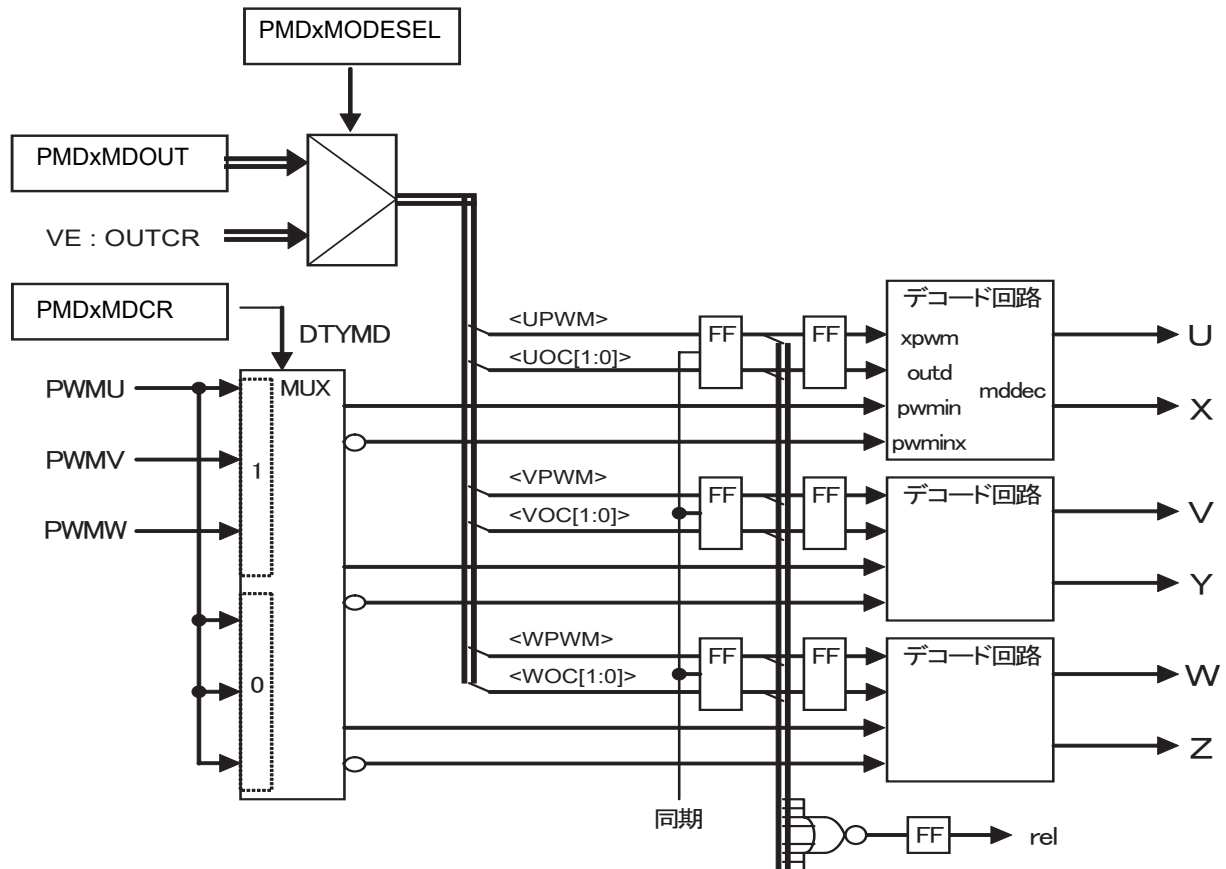 PMDxMODESEL
PMDxMDOUT
VE : OUTCR
PMDxMDCR
DTYMD
PWMU
PWMV
PWMW
MUX
1
0
<UPWM>
<UOC[1:0]>
FF
FF
デコード回路
xpwm
outd
mddec
pwmin
pwminx
U
X
<VPWM>
<VOC[1:0]>
FF
FF
デコード回路
V
Y
<WPWM>
<WOC[1:0]>
FF
FF
デコード回路
W
Z
同期
FF
rel